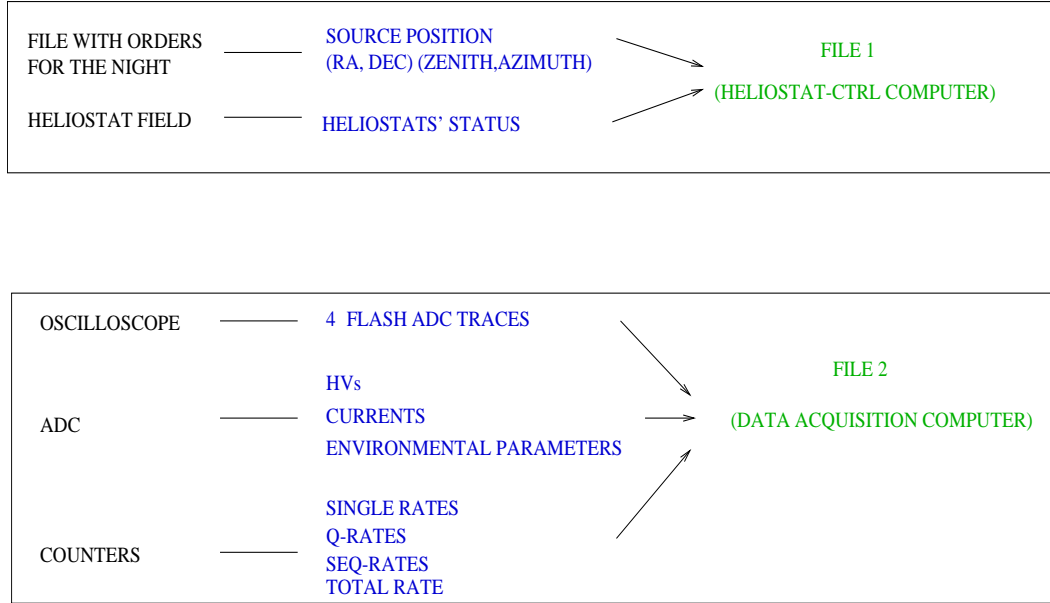 FILE WITH ORDERS
FOR THE NIGHT
SOURCE POSITION
(RA, DEC) (ZENITH,AZIMUTH)
FILE 1
(HELIOSTAT-CTRL COMPUTER)
HELIOSTAT FIELD
HELIOSTATS’ STATUS
OSCILLOSCOPE
4 FLASH ADC TRACES
ADC
HVs
CURRENTS
ENVIRONMENTAL PARAMETERS
FILE 2
(DATA ACQUISITION COMPUTER)
COUNTERS
SINGLE RATES
Q-RATES
SEQ-RATES
TOTAL RATE